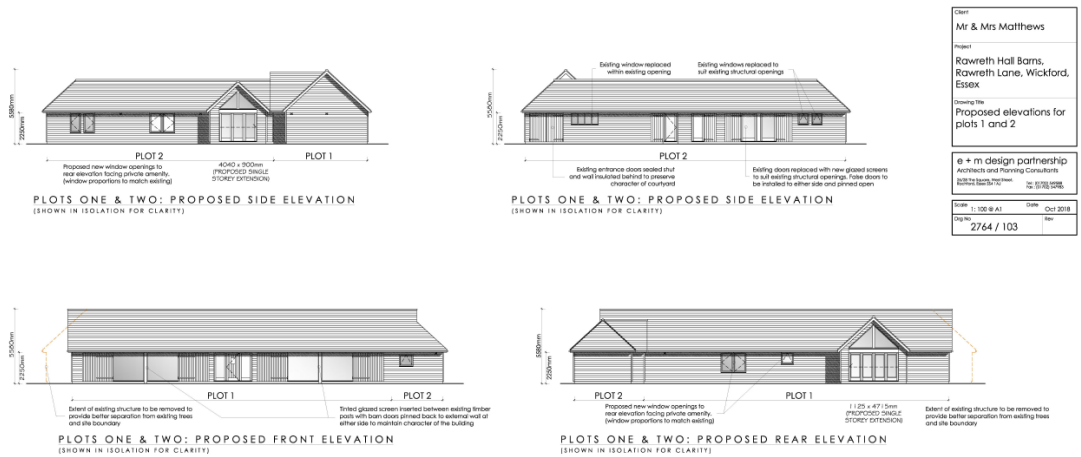 5580mm
2250mm
PLOT 2
PLOT 1
Proposed new window openings to
rear elevation facing private amenity.
(window proportions to match existing)
4040 x 900mm
(PROPOSED SINGLE
STOREY EXTENSION)
PLOTS ONE & TWO: PROPOSED SIDE ELEVATION
(SHOWN IN ISOLATION FOR CLARITY)
5580mm
2250mm
Existing window replaced
within existing opening
Existing windows replaced to
suit existing structural openings
PLOT 2
Existing entrance doors sealed shut
and wall insulated behind to preserve
character of courtyard
Existing doors replaced with new glazed screens
to suit existing structural openings. False doors to
be installed to either side and pinned open
PLOTS ONE & TWO: PROPOSED SIDE ELEVATION
(SHOWN IN ISOLATION FOR CLARITY)
Client
Mr & Mrs Matthews
Project
Rawreth Hall Barns,
Rawreth Lane, Wickford,
Essex
Drawing Title
Proposed elevations for
plots 1 and 2
e + m design partnership
Architects and Planning Consultants
Scale
1: 100 @ A1
Date
Oct 2018
Drg No
2764 / 103
Rev
5580mm
2250mm
PLOT 1
PLOT 2
Extent of existing structure to be removed to
provide better separation from existing trees
and site boundary
Tinted glazed screen inserted between existing timber
posts with barn doors pinned back to external wall at
either side to maintain character of the building
PLOTS ONE & TWO: PROPOSED FRONT ELEVATION
(SHOWN IN ISOLATION FOR CLARITY)
5580mm
2250mm
PLOT 2
PLOT 1
Proposed new window openings to
rear elevation facing private amenity.
(window proportions to match existing)
1125 x 4715mm
(PROPOSED SINGLE
STOREY EXTENSION)
Extent of existing structure to be removed to
provide better separation from existing trees
and site boundary
PLOTS ONE & TWO: PROPOSED REAR ELEVATION
(SHOWN IN ISOLATION FOR CLARITY)